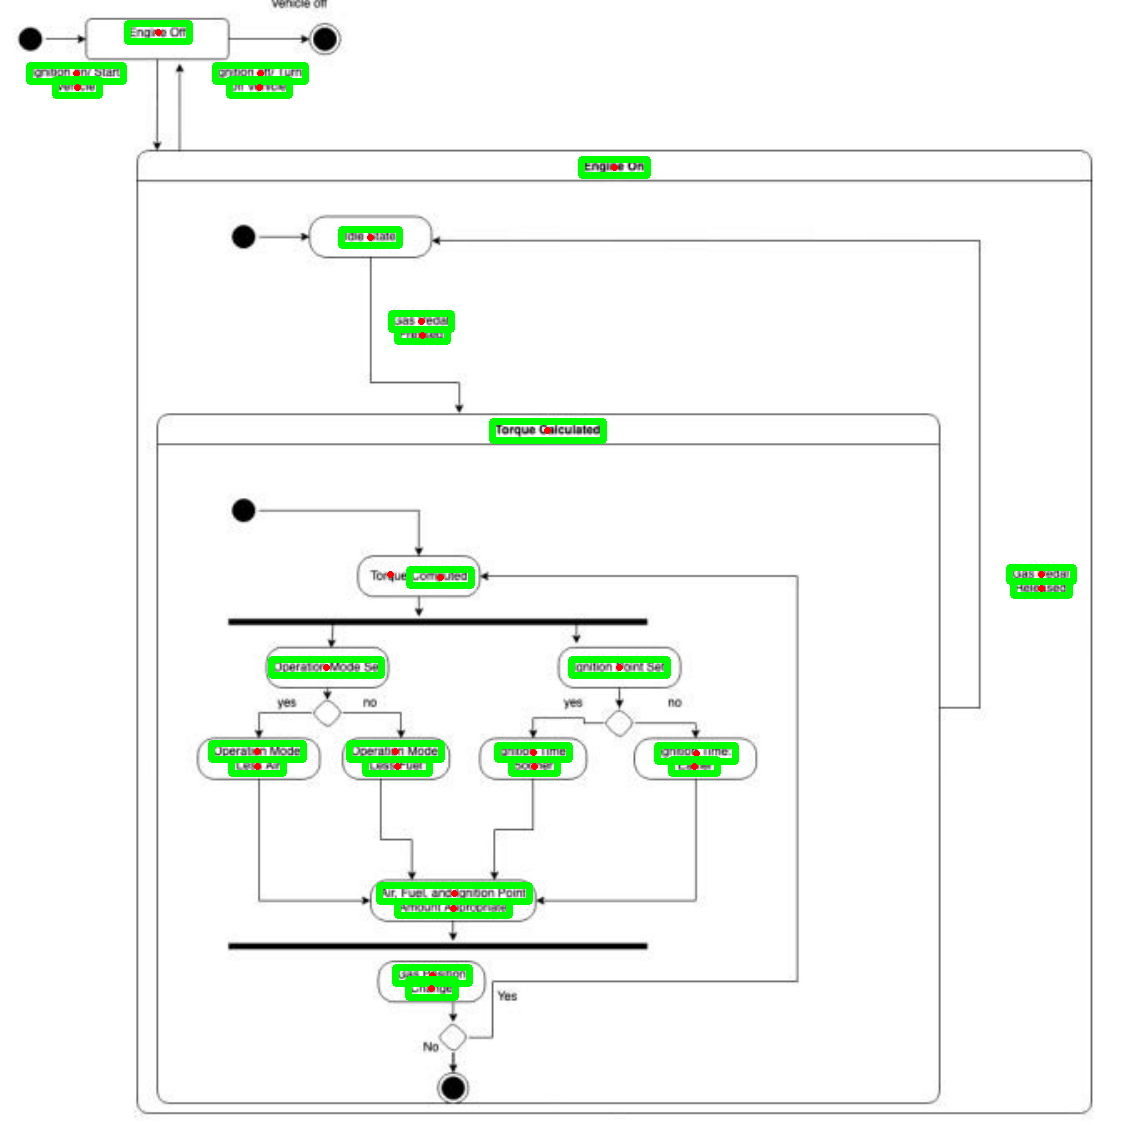 Vehicle off
Engine Off
Ignition on/ Start
Vehicle
Ignition off/ Turn
off Vehicle
Engine On
Idle State
Gas Pedal
Pressed
Torque Calculated
Torque Computed
Gas Pedal
Released
Operation Mode Se
Ignition Point Set
yes
no
yes
no
Operation Mode
Less Air
Operation Mode
Less Fuel
Ignition Time
Sooner
Ignition Time:
Earlier
Air, Fuel, and Ignition Point
Amount Appropriate
Gas Position
Change
Yes
No